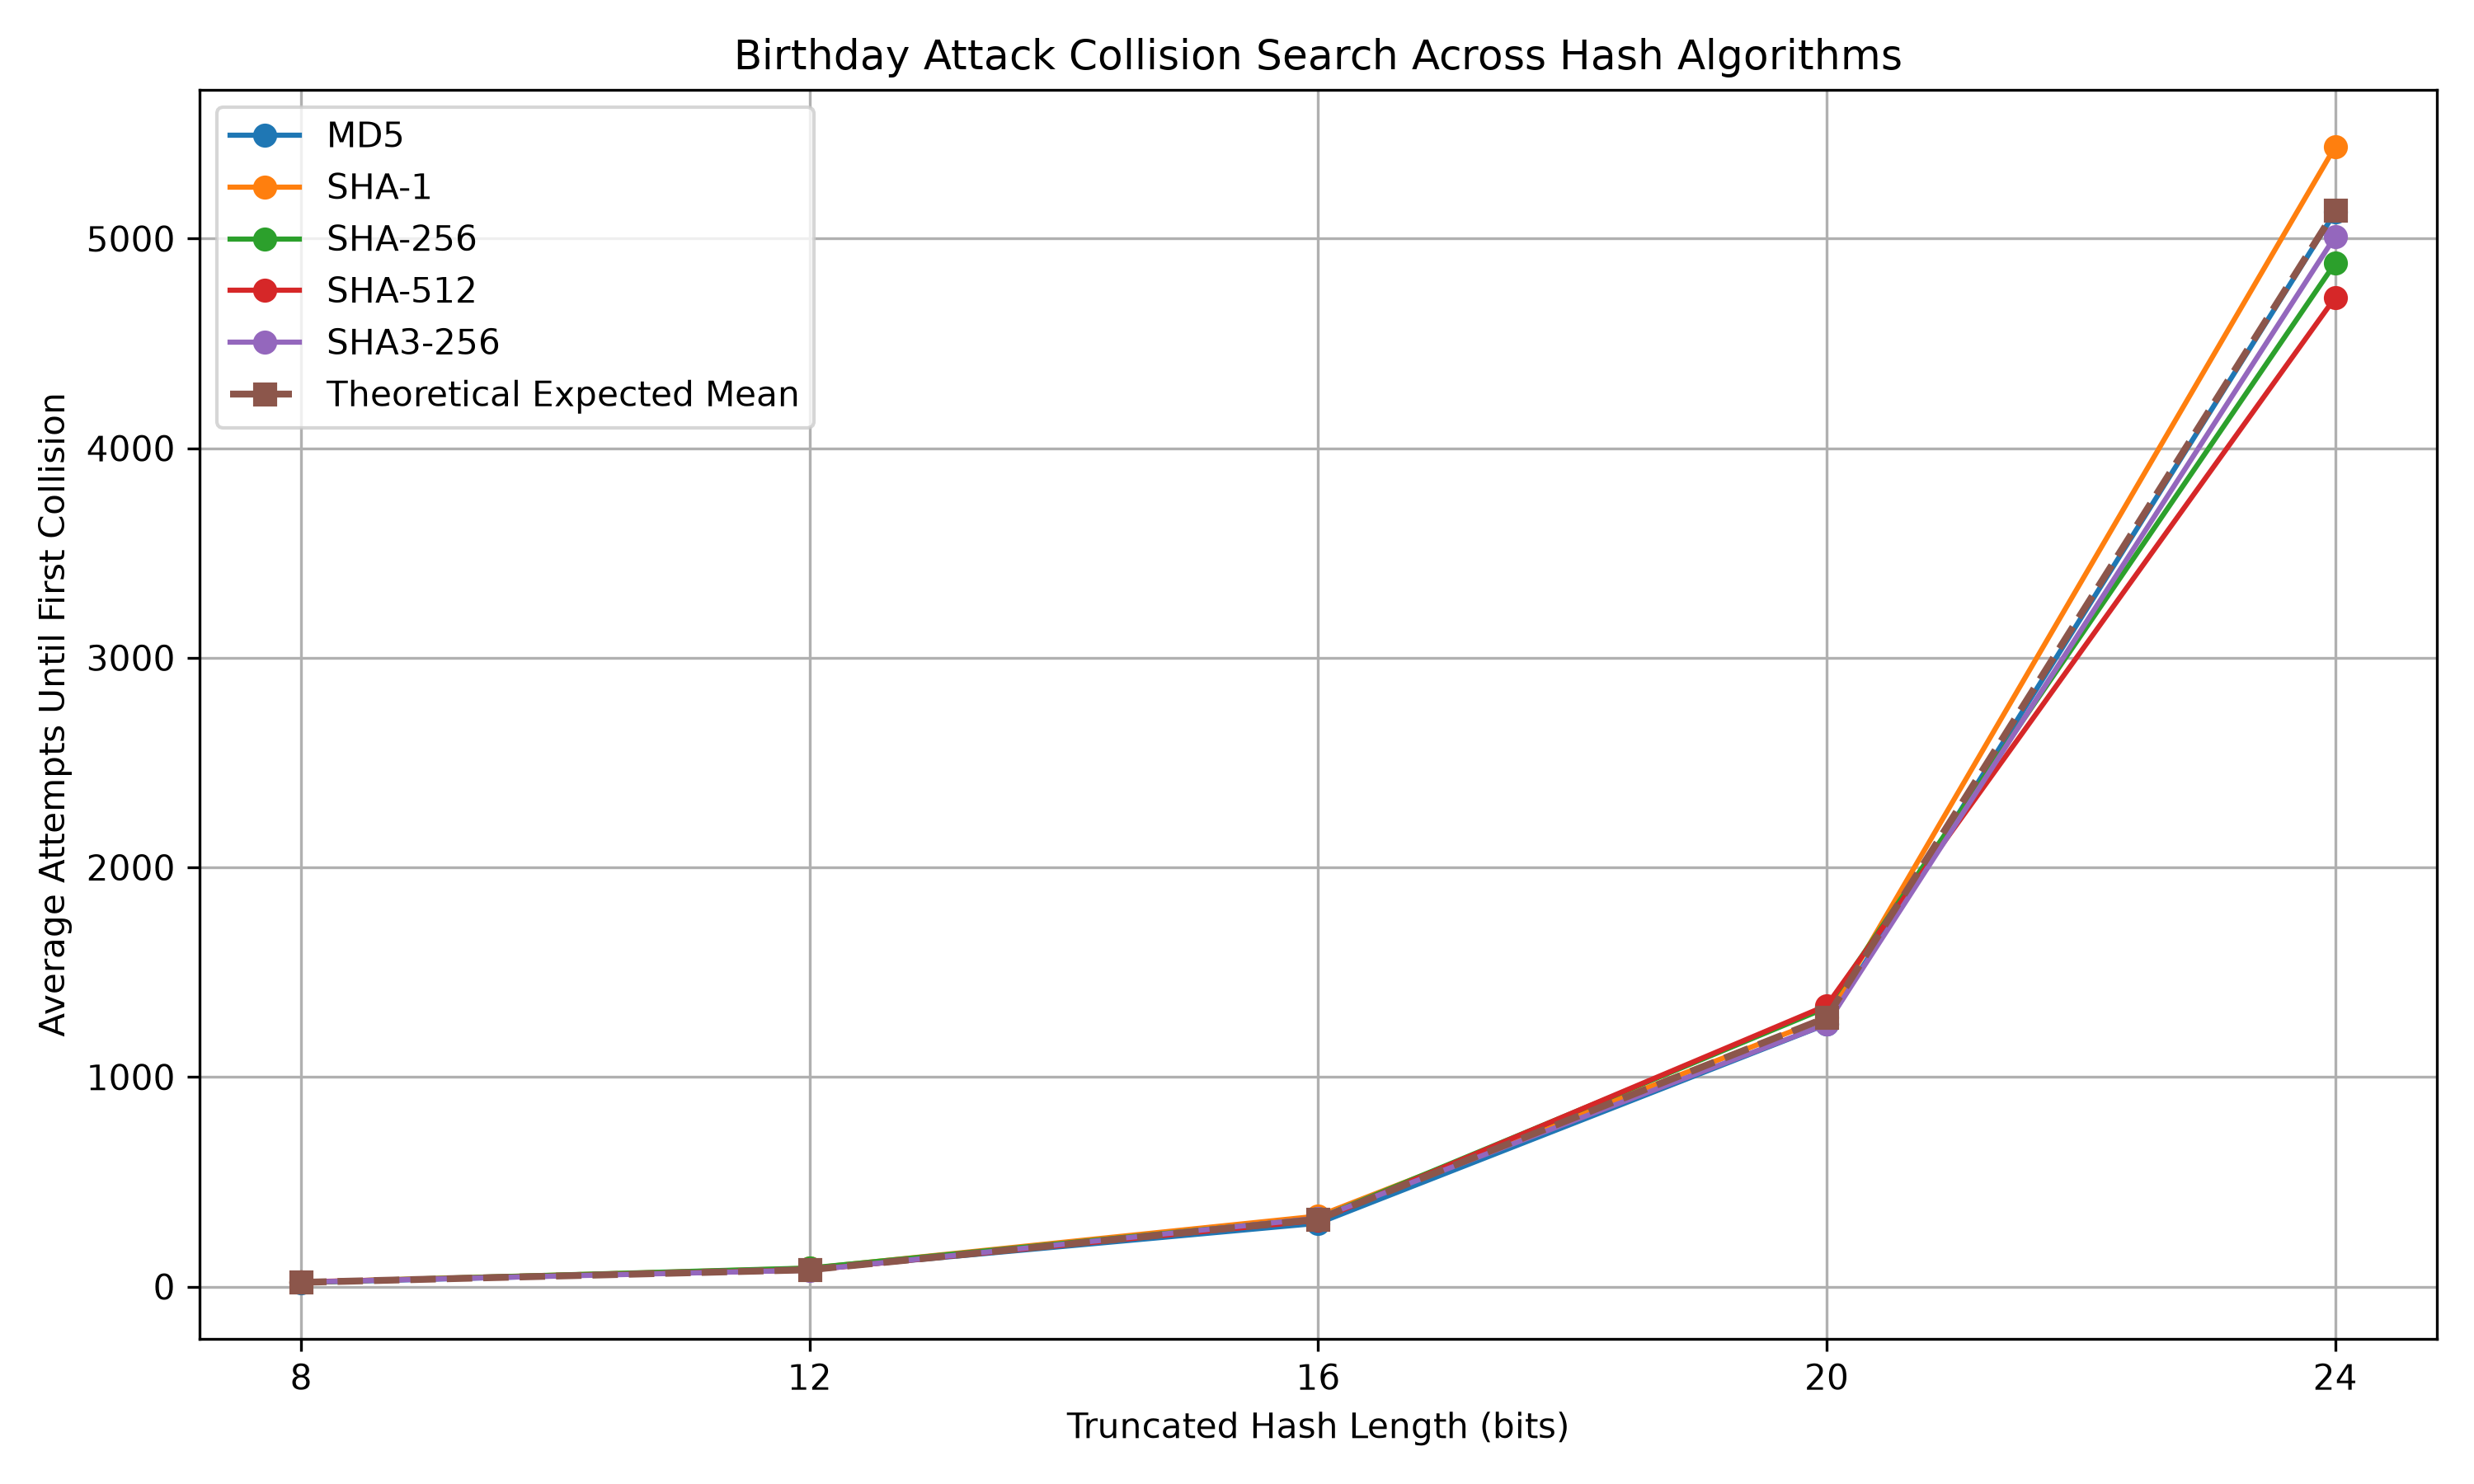 Birthday Attack Collision Search Across Hash Algorithms
MD5
SHA-1
SHA-256
SHA-512
SHA3-256
Theoretical Expected Mean
Average Attempts Until First Collision
5000
4000
3000
2000
1000
0
8 12 16 20 24
Truncated Hash Length (bits)